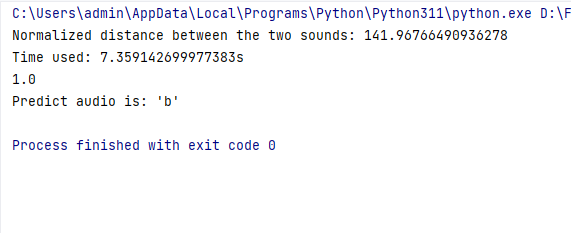 C:\Users\admin\AppData\Local\Programs\Python\Python311\python.exe D:\F
Normalized distance between the two sounds: 141.96766490936278
Time used: 7.359142699977383s
1.0
Predict audio is: 'b'
Process finished with exit code 0